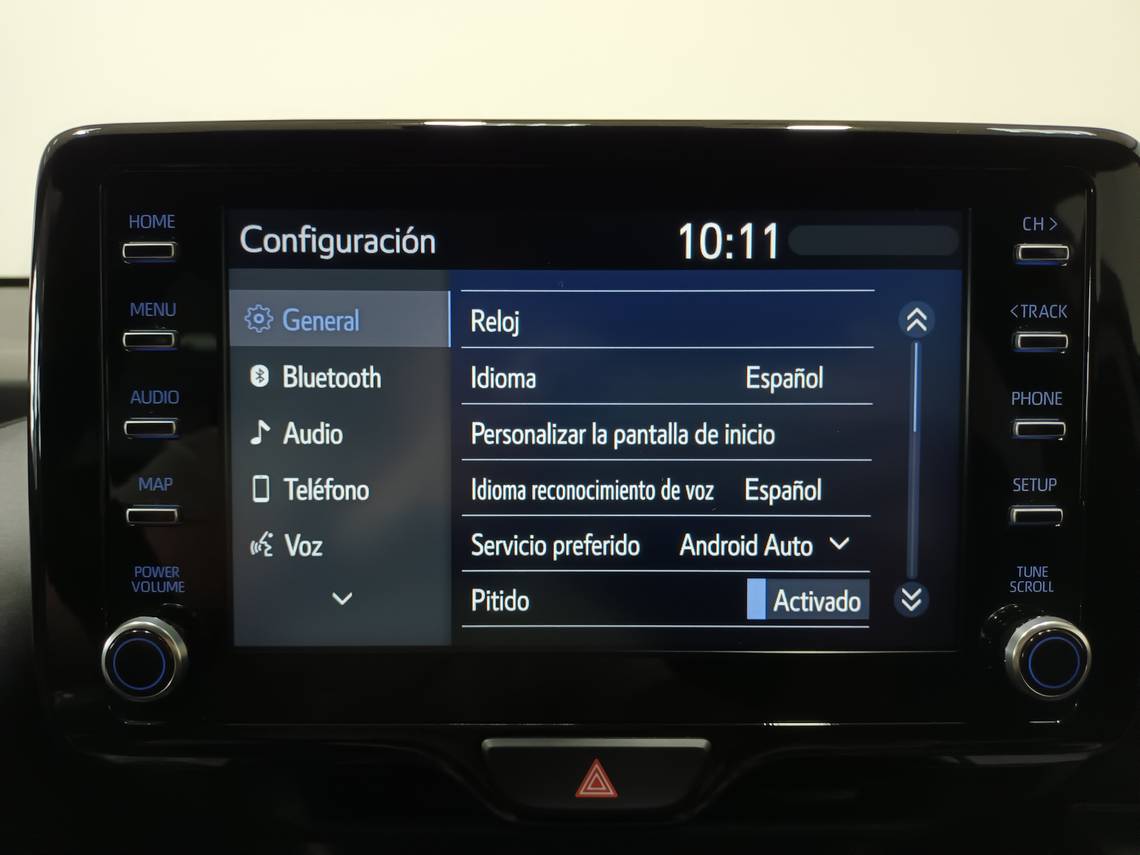 HOME
MENU
AUDIO
MAP
POWER
VOLUME
Configuración 10:11
General
Bluetooth
Audio
Teléfono
Voz
Reloj
Idioma Español
Personalizar la pantalla de inicio
Idioma reconocimiento de voz Español
Servicio preferido Android Auto
Pitido Activado
CH >
< TRACK
PHONE
SETUP
TUNE
SCROLL